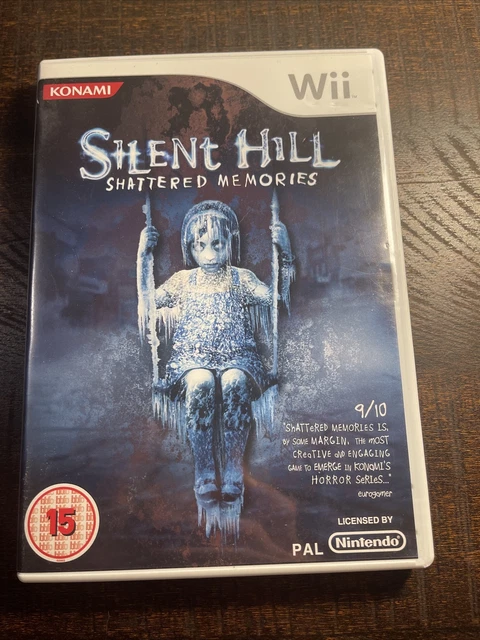 KONAMI
Wii
SILENT HILL
SHATTERED MEMORIES
9/10
"SHATTERED MEMORIES IS,
BY SOME MARGIN, THE MOST
CREATIVE AND ENGAGING
GAME TO EMERGE IN KONAMI'S
HORROR SERIES..."
eurogamer
15
LICENSED BY
PAL Nintendo